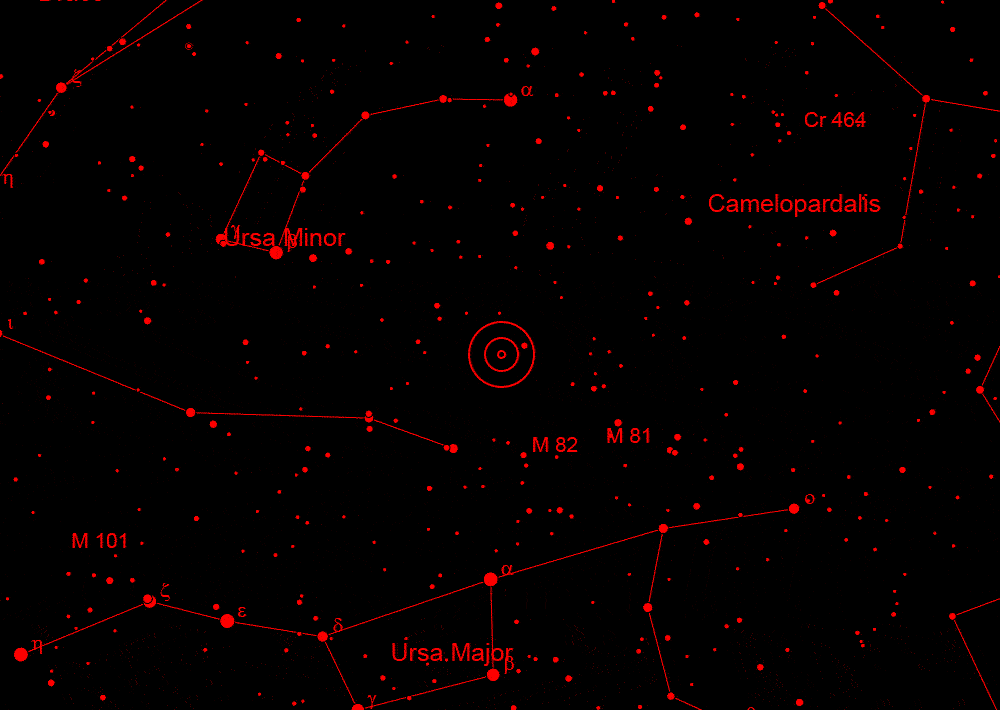 ζ
α
Cr 464
η
Camelopardalis
γ
Ursa Minor
β
ι
M 82
M 81
ο
M 101
α
ζ
ε
δ
η
Ursa Major
β
γ